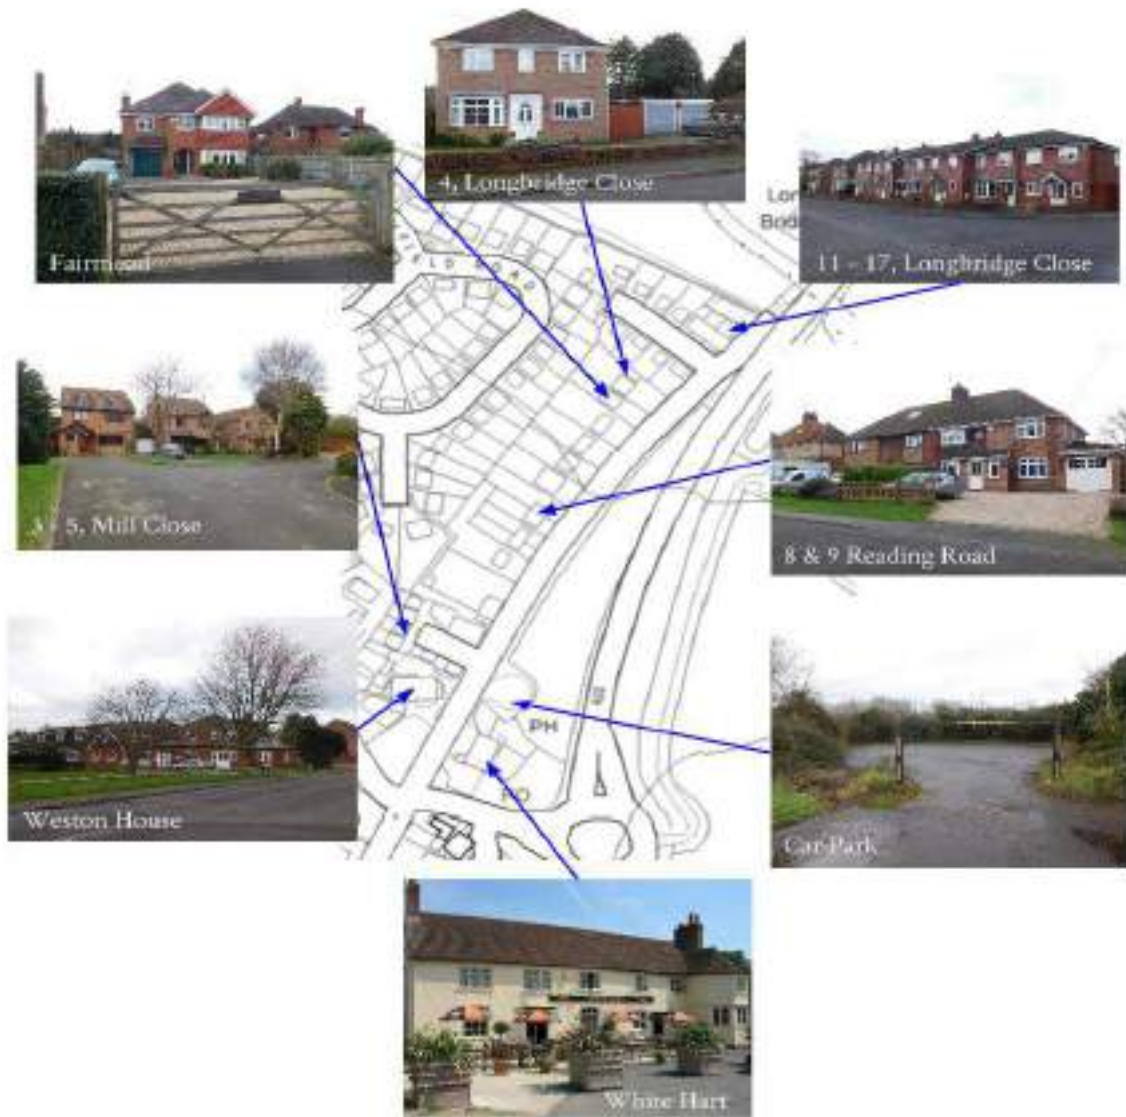 4, Longbridge Close
Fairmead
11 - 17, Longbridge Close
3 - 5, Mill Close
8 & 9 Reading Road
Weston House
PH
Car Park
White Hart